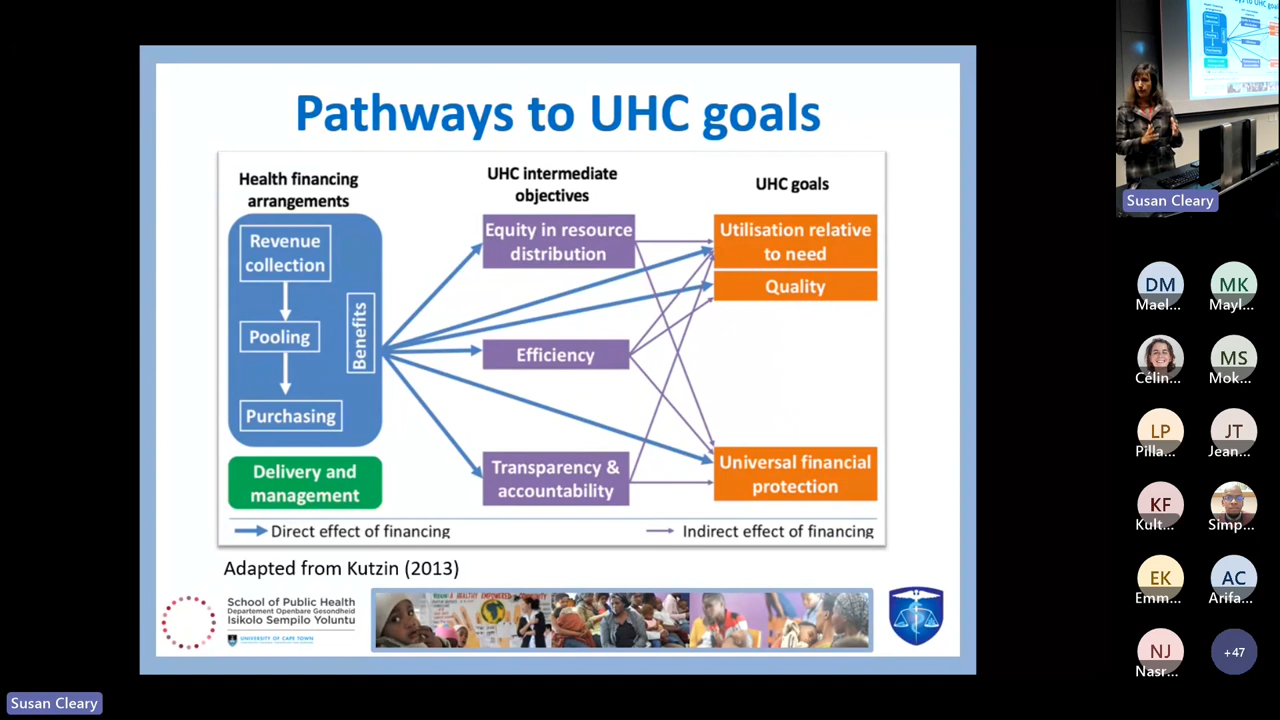 Pathways to UHC goals
Health financing
arrangements
UHC intermediate
objectives
UHC goals
Revenue
collection
Pooling
Purchasing
Benefits
Delivery and
management
Equity in resource
distribution
Efficiency
Transparency &
accountability
Utilisation relative
to need
Quality
Universal financial
protection
Direct effect of financing
Indirect effect of financing
Adapted from Kutzin (2013)
School of Public Health
Departement Openbare Gesondheid
Isikolo Sempilo Yoluntu
UNIVERSITY OF CAPE TOWN
Susan Cleary
DM
Mael...
MK
Mayl...
Célin...
MS
Mok...
LP
Pilla...
JT
Jean...
KF
Kult...
Simp...
EK
Emm...
AC
Arifa...
NJ
Nasr...
+47
Susan Cleary